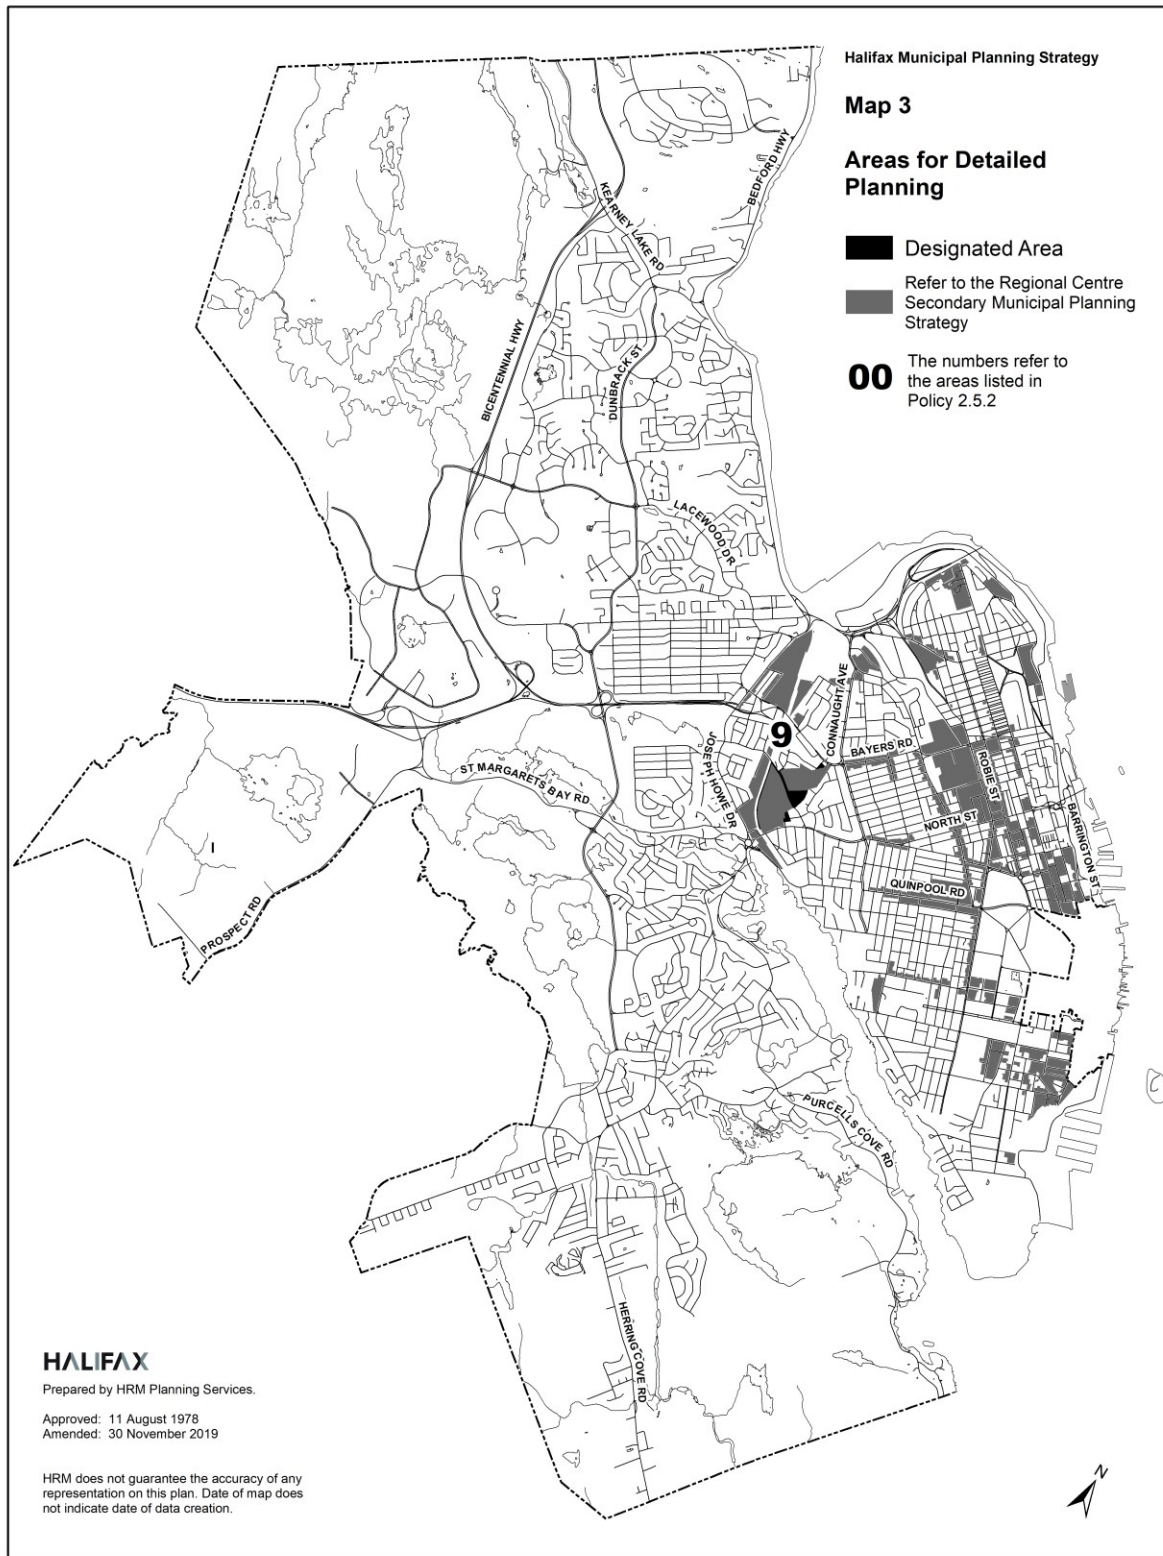 Halifax Municipal Planning Strategy
Map 3
Areas for Detailed
Planning
Designated Area
Refer to the Regional Centre
Secondary Municipal Planning
Strategy
00
The numbers refer to
the areas listed in
Policy 2.5.2
BEDFORD HWY
KEARNEY LAKE RD
BICENTENNIAL HWY
DUNBRACK ST
LACEWOOD DR
CONNAUGHT AVE
9
BAYERS RD
JOSEPH HOWE DR
ROBIE ST
ST MARGARETS BAY RD
NORTH ST
BARRINGTON ST
QUINPOOL RD
PROSPECT RD
PURCELLS COVE RD
HERRING COVE RD
HALIFAX
Prepared by HRM Planning Services.
Approved: 11 August 1978
Amended: 30 November 2019
HRM does not guarantee the accuracy of any
representation on this plan. Date of map does
not indicate date of data creation.
N